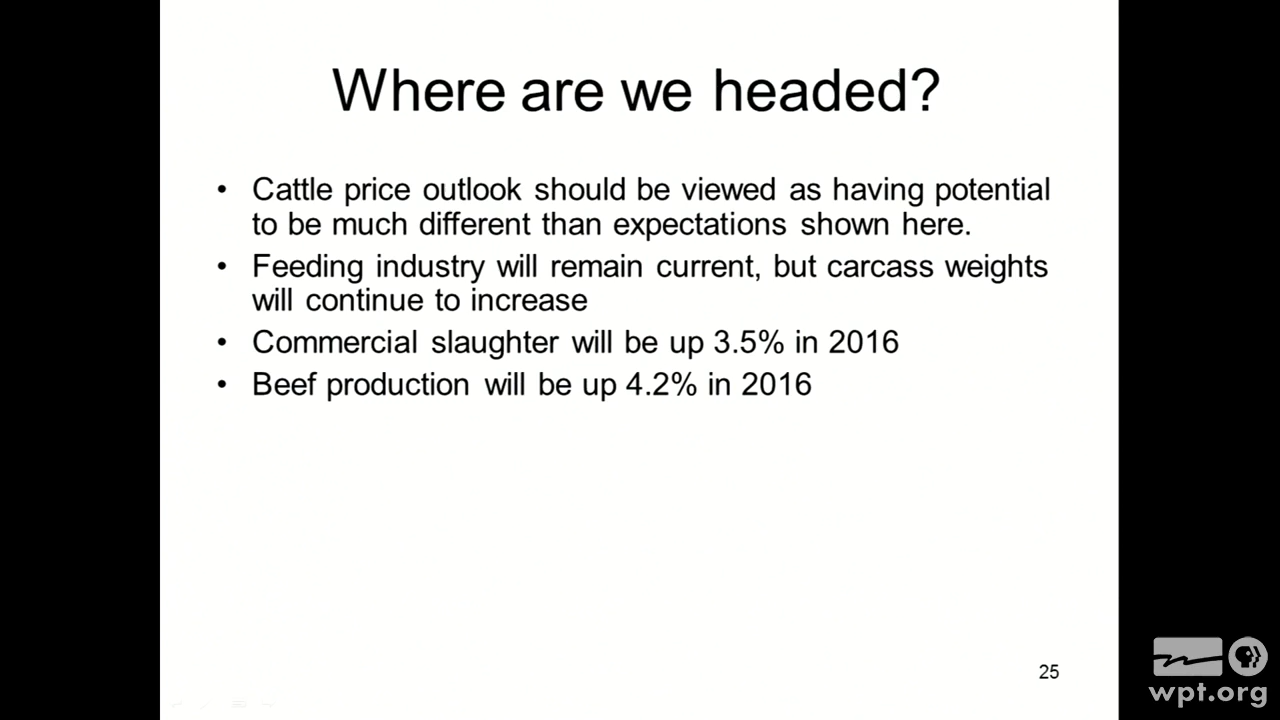 Where are we headed?
• Cattle price outlook should be viewed as having potential
to be much different than expectations shown here.
• Feeding industry will remain current, but carcass weights
will continue to increase
• Commercial slaughter will be up 3.5% in 2016
• Beef production will be up 4.2% in 2016
25
wpt.org